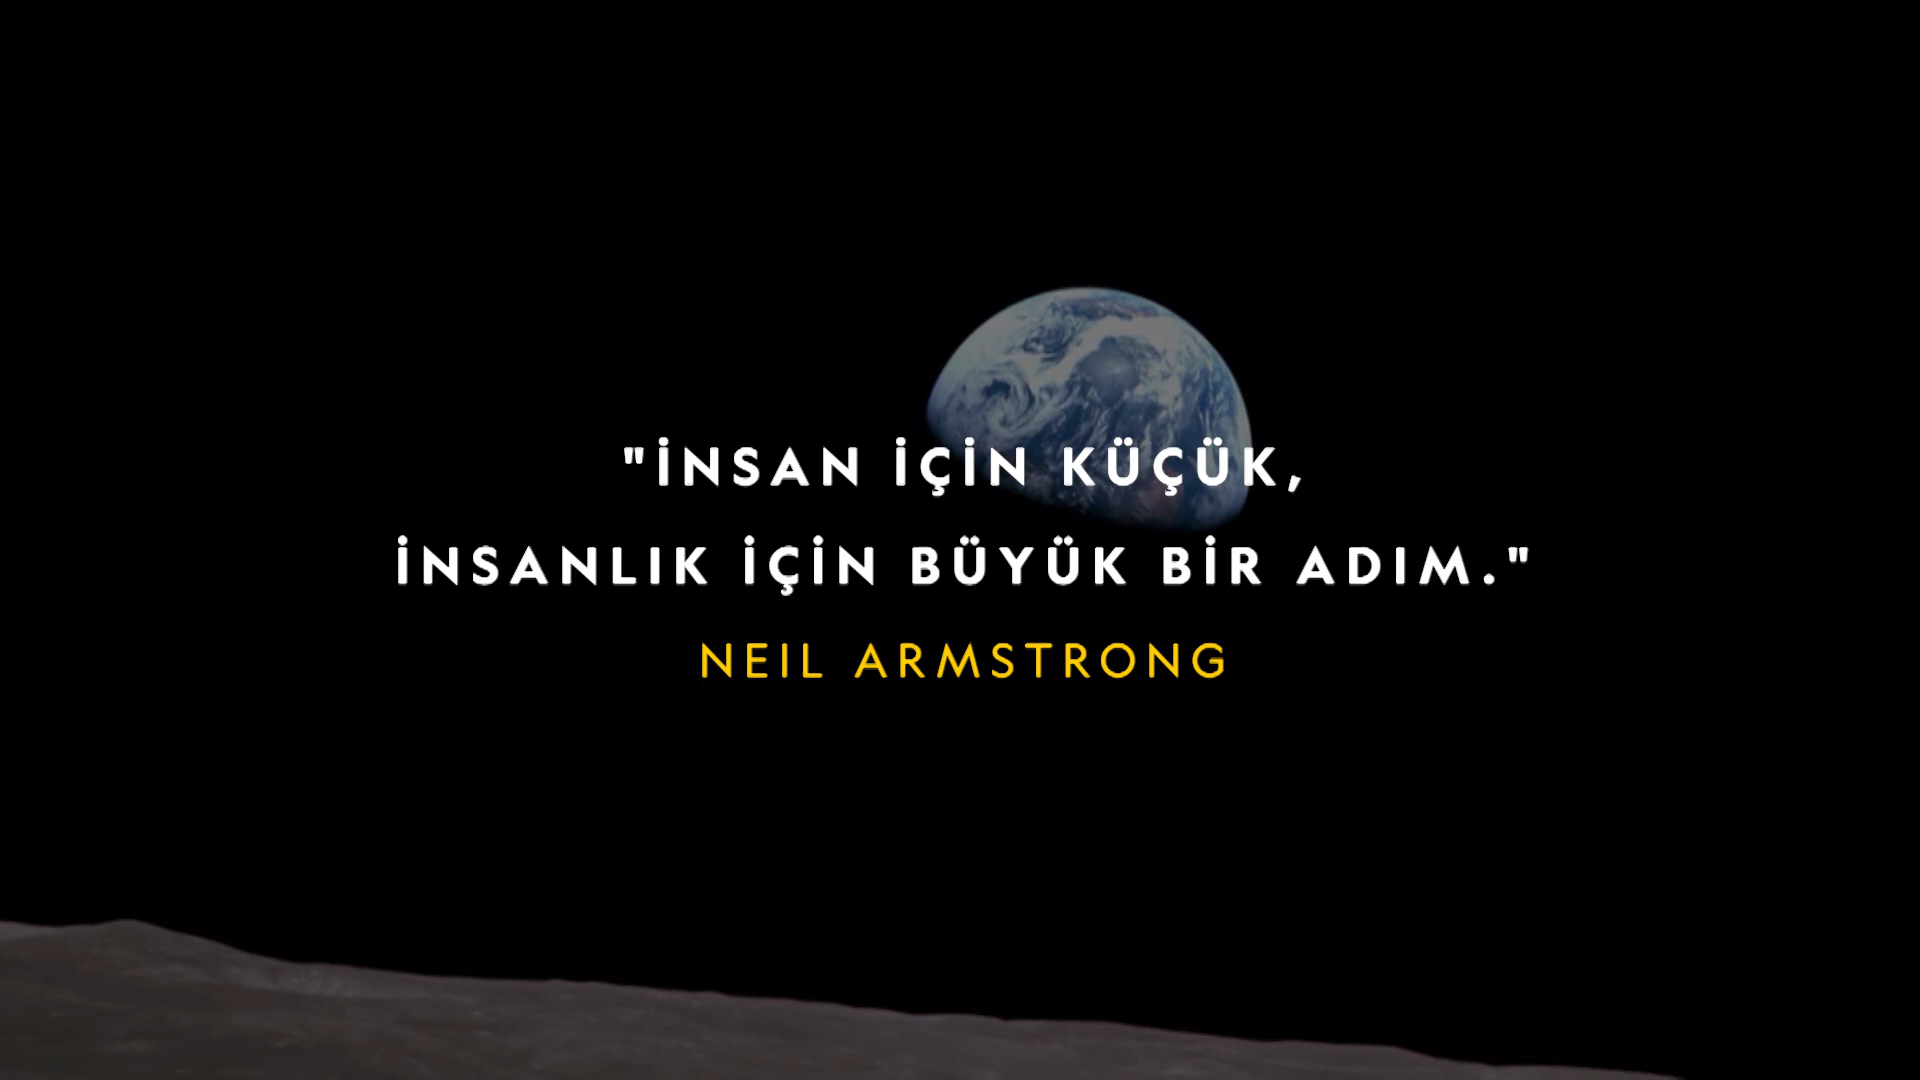 "İNSAN İÇİN KÜÇÜK,
İNSANLIK İÇİN BÜYÜK BİR ADIM."
NEIL ARMSTRONG